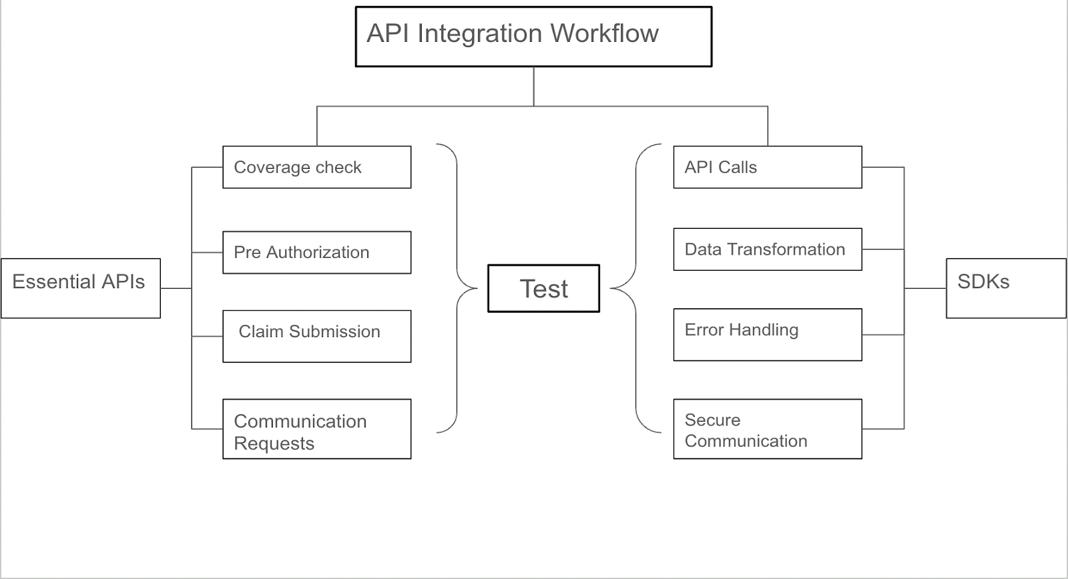 API Integration Workflow
Coverage check
Pre Authorization
Claim Submission
Communication
Requests
Essential APIs
Test
API Calls
Data Transformation
Error Handling
Secure
Communication
SDKs